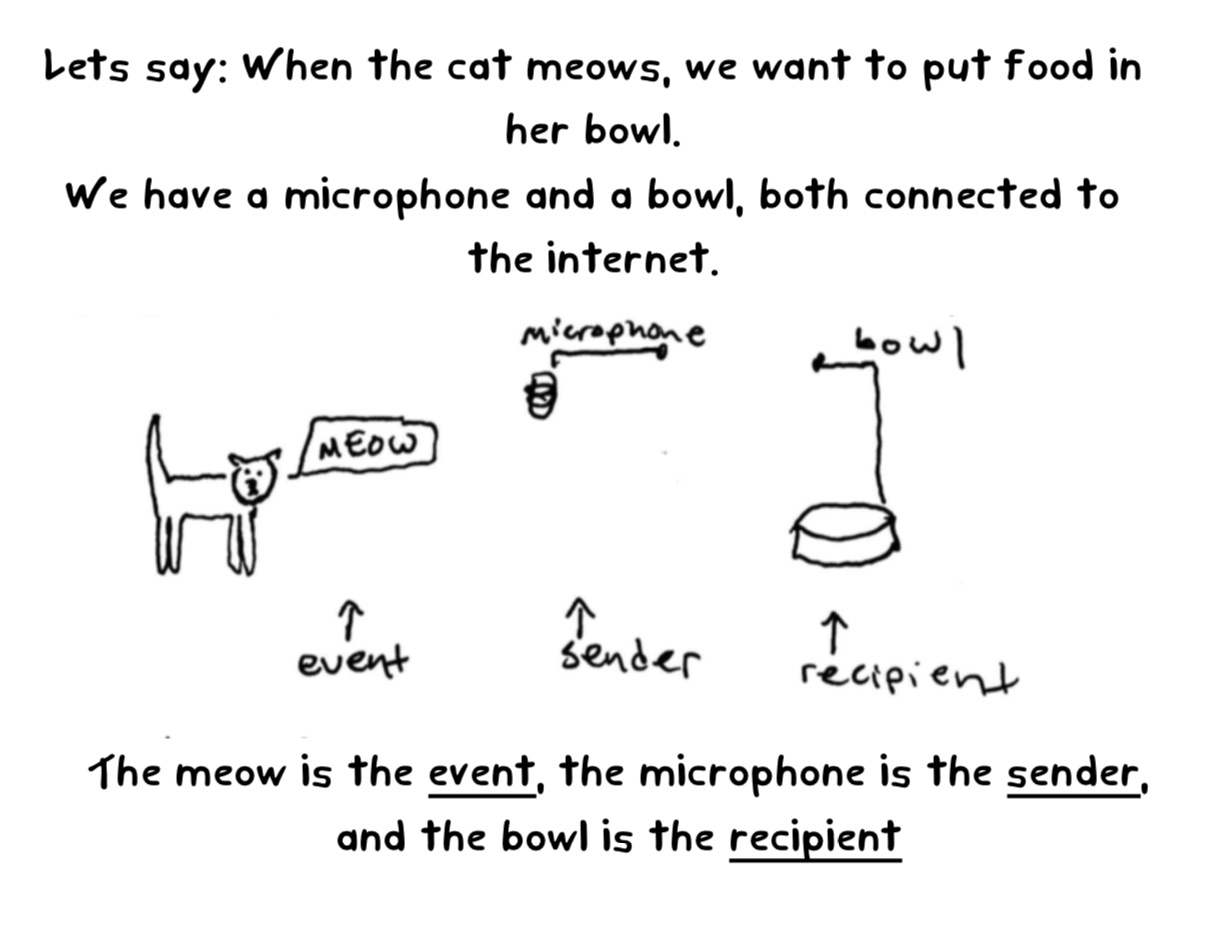 Lets say: When the cat meows, we want to put food in
her bowl.
We have a microphone and a bowl, both connected to
the internet.
microphone
bowl
MEOW
event
sender
recipient
The meow is the event, the microphone is the sender,
and the bowl is the recipient